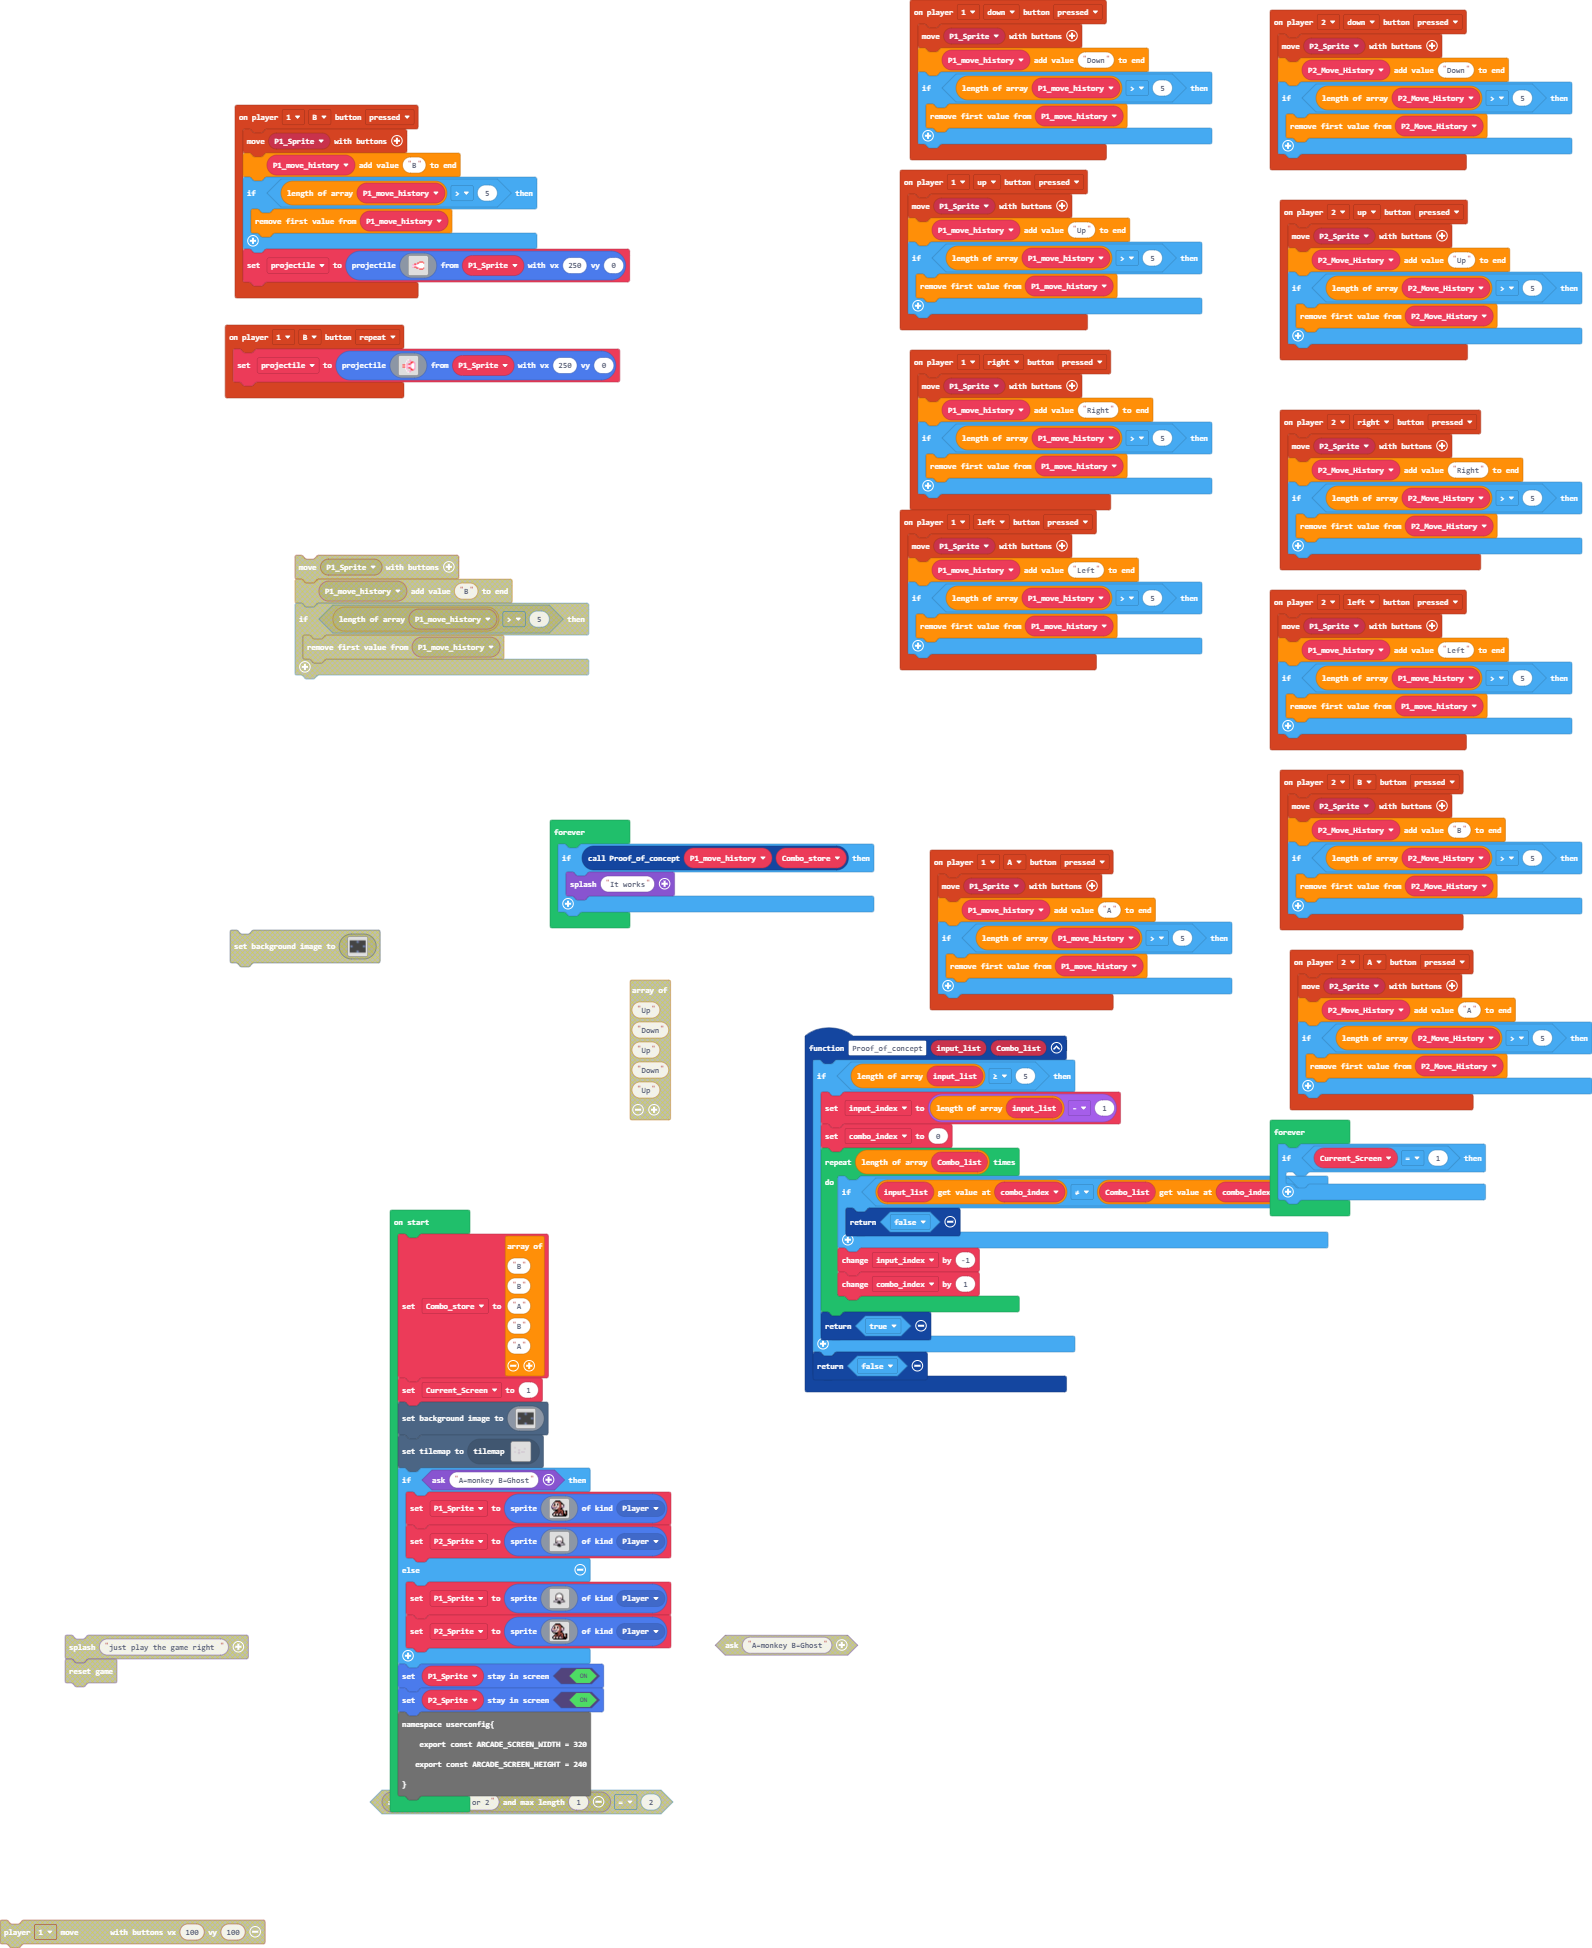 on player 1 B button pressed
move P1_Sprite with buttons
P1_move_history add value "B" to end
if length of array P1_move_history > 5 then
remove first value from P1_move_history
set projectile to projectile from P1_Sprite with vx 250 vy 0
on player 1 B button repeat
set projectile to projectile from P1_Sprite with vx 250 vy 0
move P1_Sprite with buttons
P1_move_history add value "B" to end
if length of array P1_move_history > 5 then
remove first value from P1_move_history
on player 1 down button pressed
move P1_Sprite with buttons
P1_move_history add value "Down" to end
if length of array P1_move_history > 5 then
remove first value from P1_move_history
on player 1 up button pressed
move P1_Sprite with buttons
P1_move_history add value "Up" to end
if length of array P1_move_history > 5 then
remove first value from P1_move_history
on player 1 right button pressed
move P1_Sprite with buttons
P1_move_history add value "Right" to end
if length of array P1_move_history > 5 then
remove first value from P1_move_history
on player 1 left button pressed
move P1_Sprite with buttons
P1_move_history add value "Left" to end
if length of array P1_move_history > 5 then
remove first value from P1_move_history
on player 2 down button pressed
move P2_Sprite with buttons
P2_Move_History add value "Down" to end
if length of array P2_Move_History > 5 then
remove first value from P2_Move_History
on player 2 up button pressed
move P2_Sprite with buttons
P2_Move_History add value "Up" to end
if length of array P2_Move_History > 5 then
remove first value from P2_Move_History
on player 2 right button pressed
move P2_Sprite with buttons
P2_Move_History add value "Right" to end
if length of array P2_Move_History > 5 then
remove first value from P2_Move_History
on player 2 left button pressed
move P1_Sprite with buttons
P1_move_history add value "Left" to end
if length of array P1_move_history > 5 then
remove first value from P1_move_history
on player 2 B button pressed
move P2_Sprite with buttons
P2_Move_History add value "B" to end
if length of array P2_Move_History > 5 then
remove first value from P2_Move_History
on player 2 A button pressed
move P2_Sprite with buttons
P2_Move_History add value "A" to end
if length of array P2_Move_History > 5 then
remove first value from P2_Move_History
forever
if call Proof_of_concept P1_move_history Combo_store then
splash "It works"
on player 1 A button pressed
move P1_Sprite with buttons
P1_move_history add value "A" to end
if length of array P1_move_history > 5 then
remove first value from P1_move_history
set background image to
array of
"Up"
"Down"
"Up"
"Down"
"Up"
function Proof_of_concept input_list Combo_list
if length of array input_list ≥ 5 then
set input_index to length of array input_list - 1
set combo_index to 0
repeat length of array Combo_list times
do if input_list get value at combo_index ≠ Combo_list get value at combo_index
return false
change input_index by -1
change combo_index by 1
return true
return false
forever
if Current_Screen = 1 then
on start
set Combo_store to array of
"B"
"B"
"A"
"B"
"A"
set Current_Screen to 1
set background image to
set tilemap to tilemap
if ask "A=monkey B=Ghost" then
set P1_Sprite to sprite of kind Player
set P2_Sprite to sprite of kind Player
else
set P1_Sprite to sprite of kind Player
set P2_Sprite to sprite of kind Player
set P1_Sprite stay in screen ON
set P2_Sprite stay in screen ON
namespace userconfig{
export const ARCADE_SCREEN_WIDTH = 320
export const ARCADE_SCREEN_HEIGHT = 240
}
or 2" and max length 1 = 2
splash "just play the game right "
reset game
ask "A=monkey B=Ghost"
player 1 move with buttons vx 100 vy 100